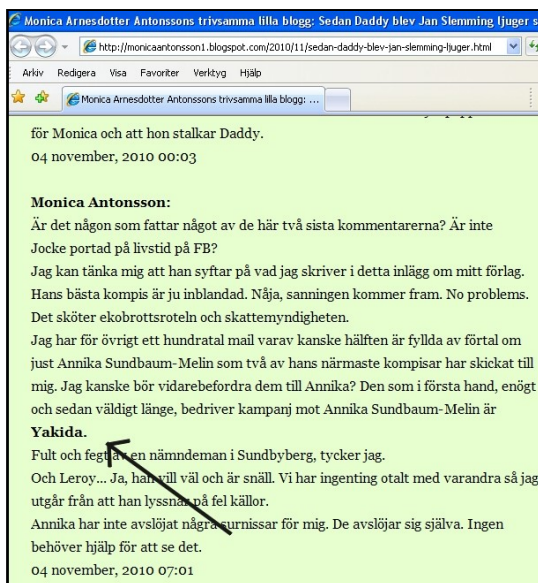 Monica Arnesdotter Antonssons trivsamma lilla blogg: Sedan Daddy blev Jan Slemming ljuger s
http://monicaantonsson1.blogspot.com/2010/11/sedan-daddy-blev-jan-slemming-ljuger.html
Arkiv Redigera Visa Favoriter Verktyg Hjälp
Monica Arnesdotter Antonssons trivsamma lilla blogg: ...
för Monica och att hon stalkar Daddy.
04 november, 2010 00:03
Monica Antonsson:
Är det någon som fattar något av de här två sista kommentarerna? Är inte
Jocke portad på livstid på FB?
Jag kan tänka mig att han syftar på vad jag skriver i detta inlägg om mitt förlag.
Hans bästa kompis är ju inblandad. Nåja, sanningen kommer fram. No problems.
Det sköter ekobrottsroteln och skattemyndigheten.
Jag har för övrigt ett hundratal mail varav kanske hälften är fyllda av förtal om
just Annika Sundbaum-Melin som två av hans närmaste kompisar har skickat till
mig. Jag kanske bör vidarebefordra dem till Annika? Den som i första hand, enögt
och sedan väldigt länge, bedriver kampanj mot Annika Sundbaum-Melin är
Yakida.
Fult och fegt av en nämndeman i Sundbyberg, tycker jag.
Och Leroy... Ja, han vill väl och är snäll. Vi har ingenting otalt med varandra så jag
utgår från att han lyssnar på fel källor.
Annika har inte avslöjat några surnissar för mig. De avslöjar sig själva. Ingen
behöver hjälp för att se det.
04 november, 2010 07:01